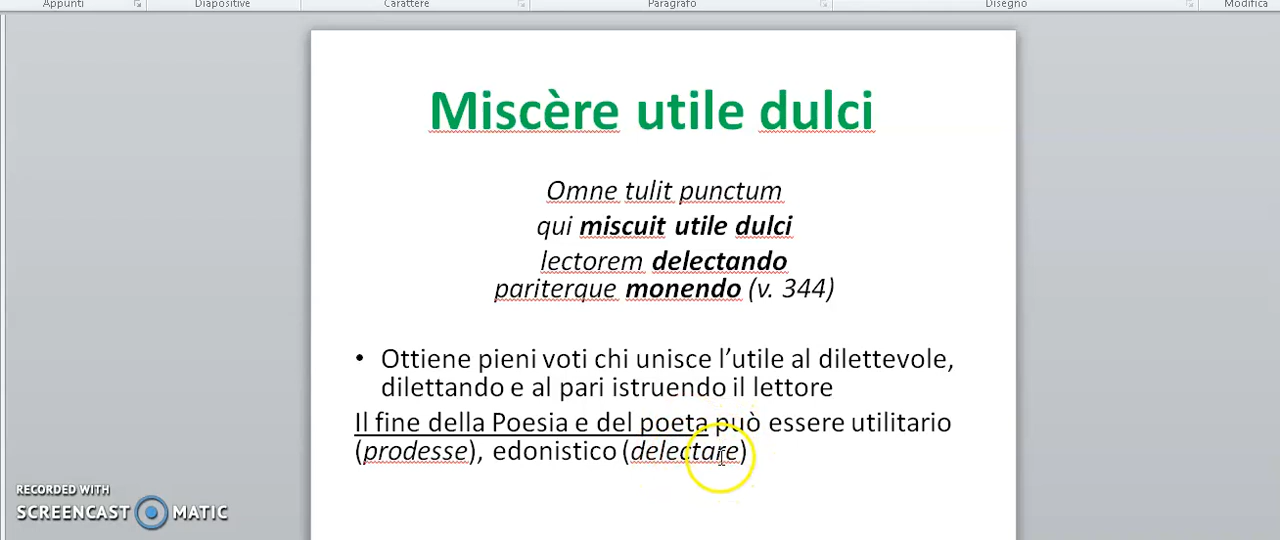 Appunti Diapositive Carattere Paragrafo Disegno Modifica
Miscère utile dulci
Omne tulit punctum
qui miscuit utile dulci
lectorem delectando
pariterque monendo (v. 344)
• Ottiene pieni voti chi unisce l’utile al dilettevole,
dilettando e al pari istruendo il lettore
Il fine della Poesia e del poeta può essere utilitario
(prodesse), edonistico (delectare)
RECORDED WITH
SCREENCAST MATIC